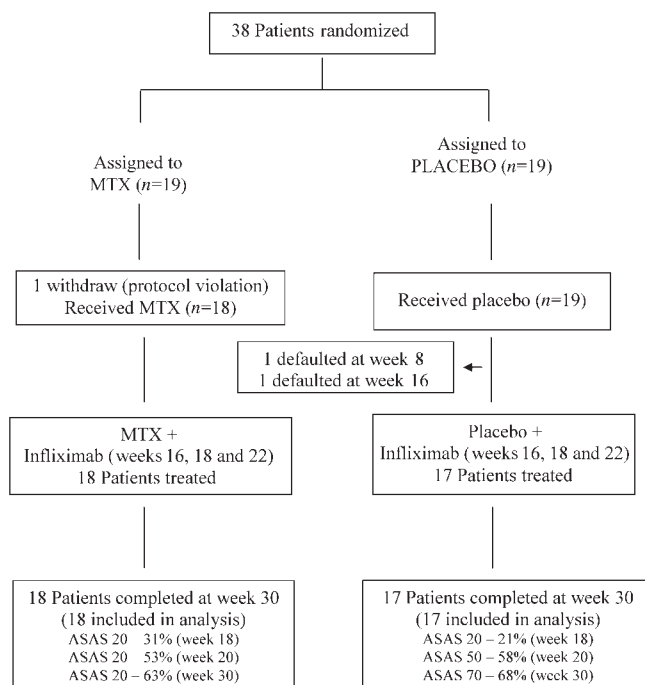 38 Patients randomized
Assigned to
MTX (n=19)
Assigned to
PLACEBO (n=19)
1 withdraw (protocol violation)
Received MTX (n=18)
Received placebo (n=19)
1 defaulted at week 8
1 defaulted at week 16
MTX +
Infliximab (weeks 16, 18 and 22)
18 Patients treated
Placebo +
Infliximab (weeks 16, 18 and 22)
17 Patients treated
18 Patients completed at week 30
(18 included in analysis)
ASAS 20 – 31% (week 18)
ASAS 20 – 53% (week 20)
ASAS 20 – 63% (week 30)
17 Patients completed at week 30
(17 included in analysis)
ASAS 20 – 21% (week 18)
ASAS 50 – 58% (week 20)
ASAS 70 – 68% (week 30)